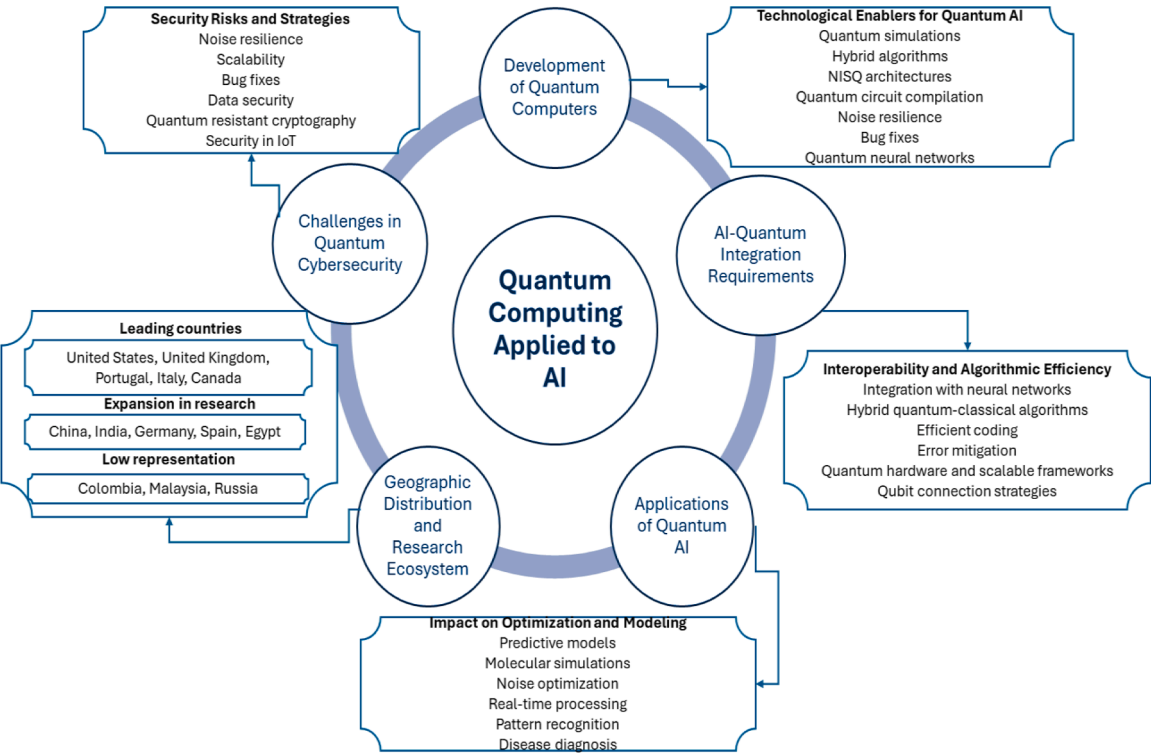 Security Risks and Strategies
Noise resilience
Scalability
Bug fixes
Data security
Quantum resistant cryptography
Security in IoT
Development
of Quantum
Computers
Technological Enablers for Quantum AI
Quantum simulations
Hybrid algorithms
NISQ architectures
Quantum circuit compilation
Noise resilience
Bug fixes
Quantum neural networks
Challenges in
Quantum
Cybersecurity
AI-Quantum
Integration
Requirements
Quantum
Computing
Applied to
AI
Leading countries
United States, United Kingdom,
Portugal, Italy, Canada
Expansion in research
China, India, Germany, Spain, Egypt
Low representation
Colombia, Malaysia, Russia
Interoperability and Algorithmic Efficiency
Integration with neural networks
Hybrid quantum-classical algorithms
Efficient coding
Error mitigation
Quantum hardware and scalable frameworks
Qubit connection strategies
Geographic
Distribution
and
Research
Ecosystem
Applications
of Quantum
AI
Impact on Optimization and Modeling
Predictive models
Molecular simulations
Noise optimization
Real-time processing
Pattern recognition
Disease diagnosis